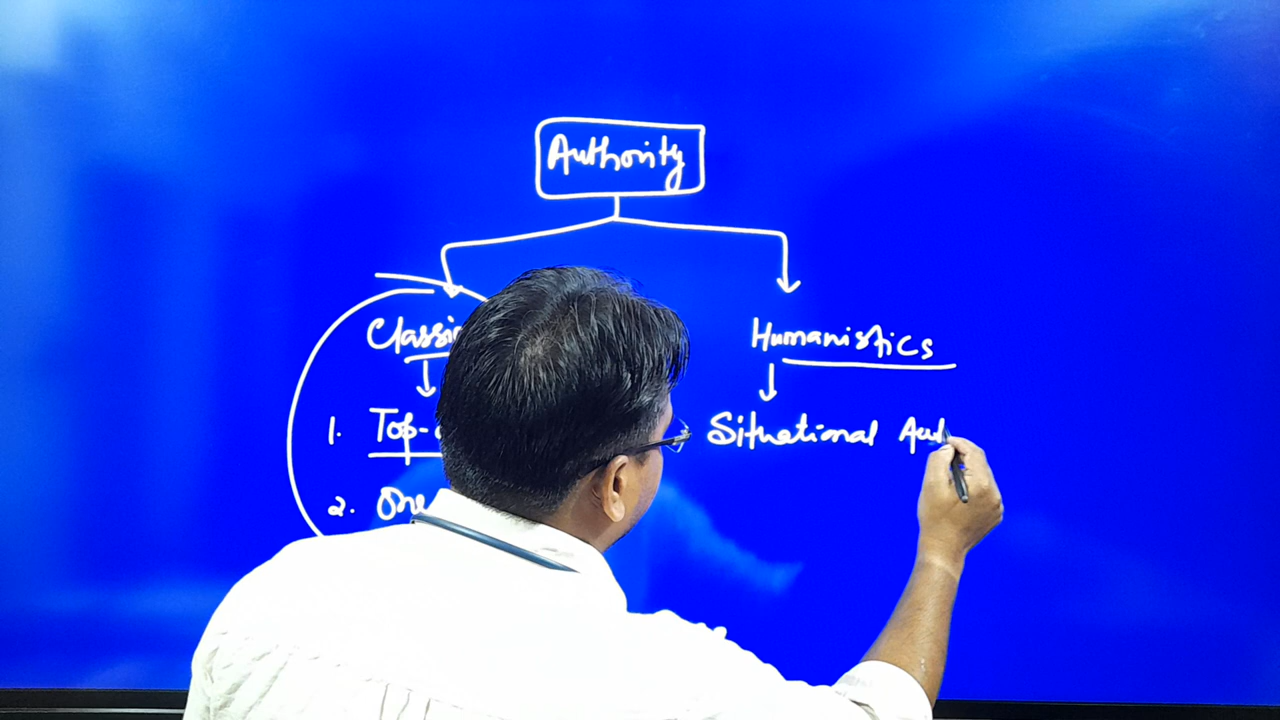 Authority
Classi
Humanistics
1. Top-
Situational Aut
2. One